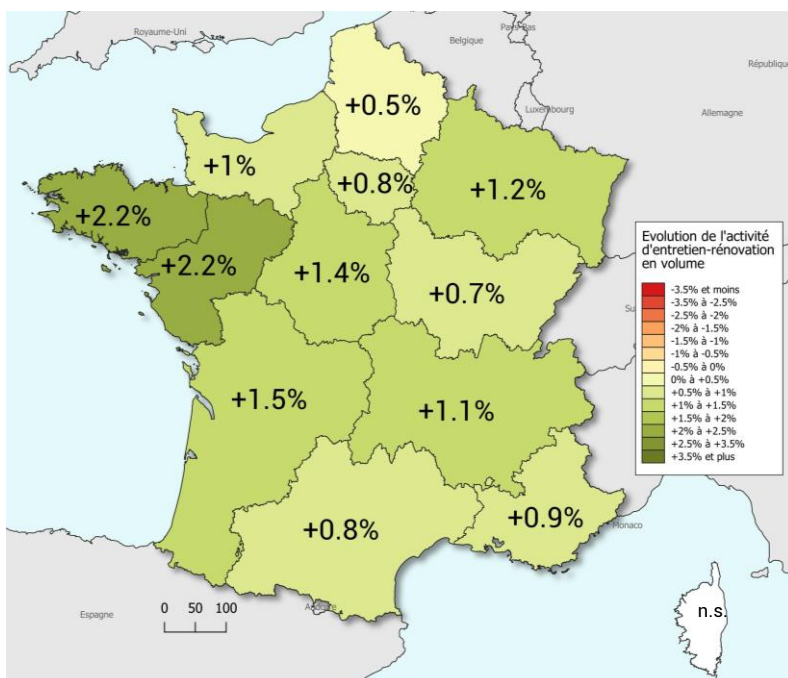 Royaume-Uni
Pays-Bas
Belgique
République
Luxembourg
Allemagne
+0.5%
+1%
+0.8%
+1.2%
+2.2%
+2.2%
+1.4%
+0.7%
+1.5%
+1.1%
+0.8%
+0.9%
Monaco
Espagne
0 50 100
n.s.
Evolution de l'activité
d'entretien-rénovation
en volume
-3.5% et moins
-3.5% à -2.5%
-2.5% à -2%
-2% à -1.5%
-1.5% à -1%
-1% à -0.5%
-0.5% à 0%
0% à +0.5%
+0.5% à +1%
+1% à +1.5%
+1.5% à +2%
+2% à +2.5%
+2.5% à +3.5%
+3.5% et plus